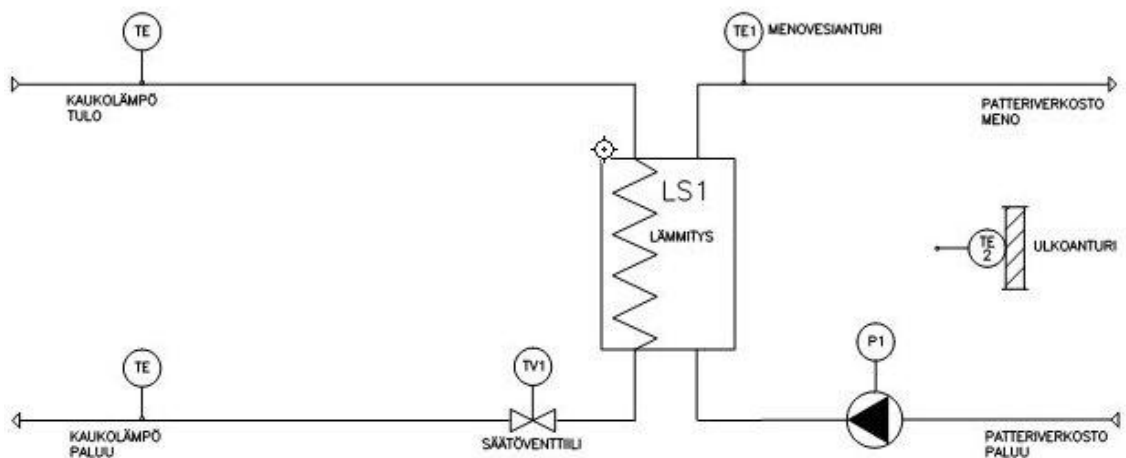 TE
TE1 MENOVESIANTURI
KAUKOLÄMPÖ
TULO
PATTERIVERKOSTO
MENO
LS1
LÄMMITYS
TE
2
ULKOANTURI
TE
TV1
P1
KAUKOLÄMPÖ
PALUU
SÄÄTÖVENTTIILI
PATTERIVERKOSTO
PALUU